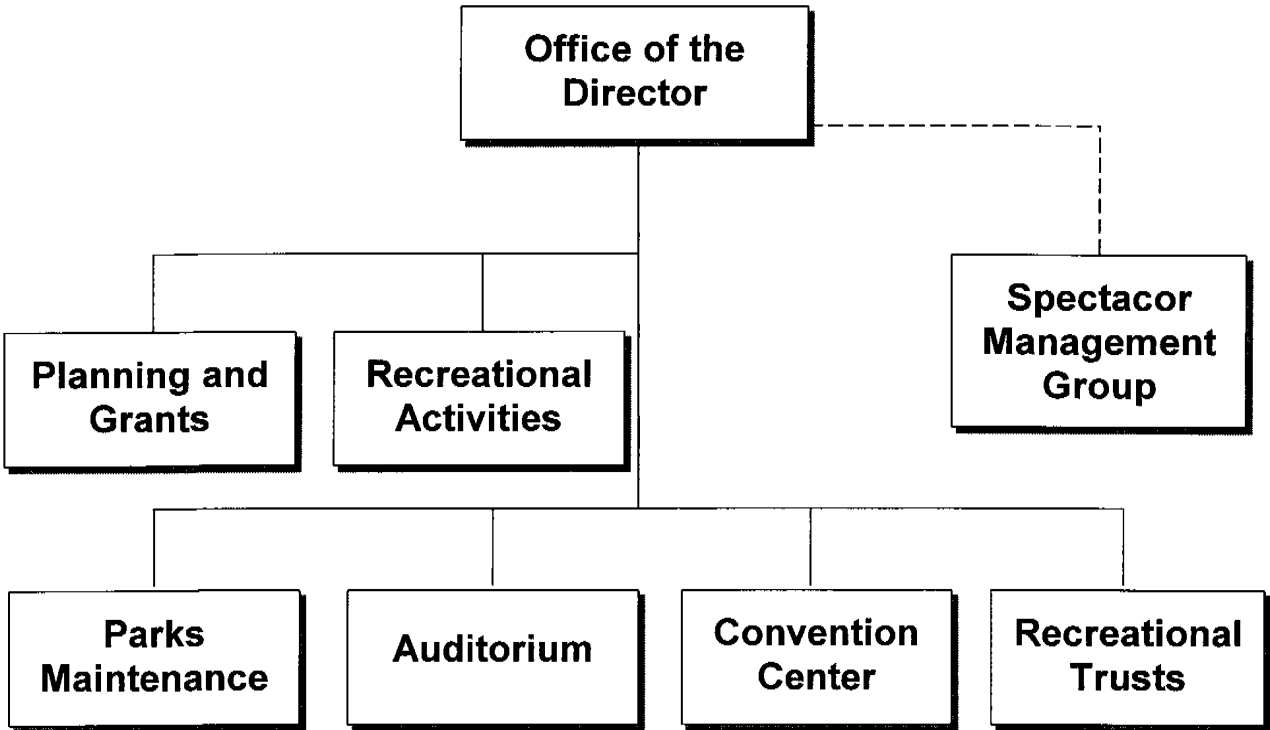 Office of the
Director
Spectacor
Management
Group
Planning and
Grants
Recreational
Activities
Parks
Maintenance
Auditorium
Convention
Center
Recreational
Trusts